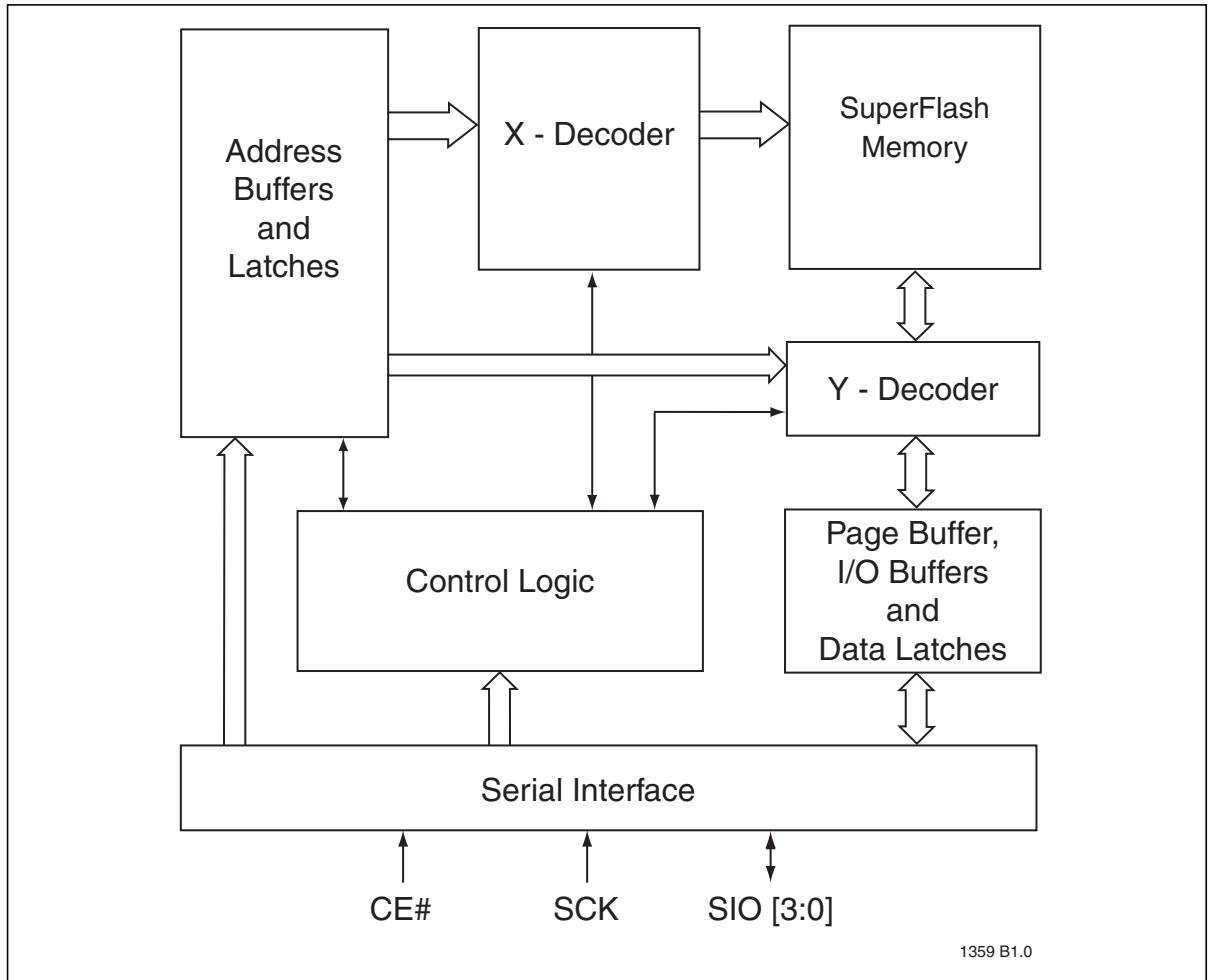 Address
Buffers
and
Latches
X - Decoder
SuperFlash
Memory
Y - Decoder
Control Logic
Page Buffer,
I/O Buffers
and
Data Latches
Serial Interface
CE#
SCK
SIO [3:0]
1359 B1.0